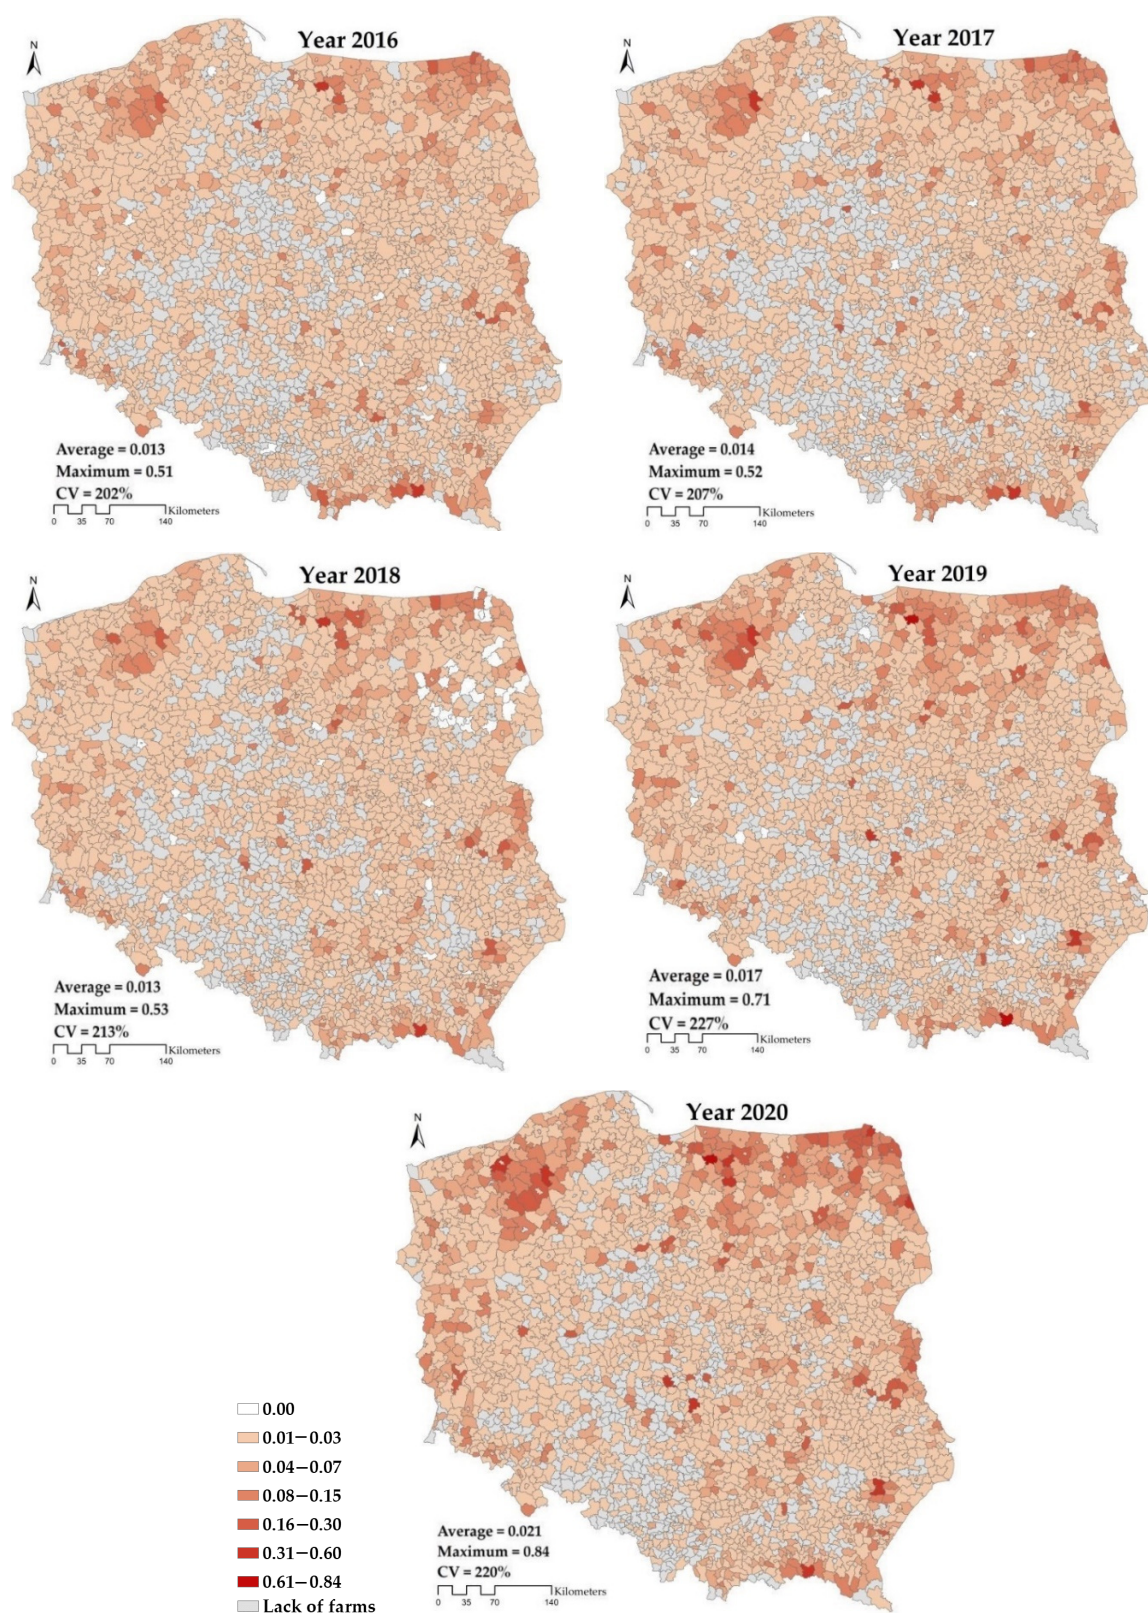 N
Year 2016
Average = 0.013
Maximum = 0.51
CV = 202%
Kilometers
0 35 70 140
N
Year 2017
Average = 0.014
Maximum = 0.52
CV = 207%
Kilometers
0 35 70 140
N
Year 2018
Average = 0.013
Maximum = 0.53
CV = 213%
Kilometers
0 35 70 140
N
Year 2019
Average = 0.017
Maximum = 0.71
CV = 227%
Kilometers
0 35 70 140
N
Year 2020
Average = 0.021
Maximum = 0.84
CV = 220%
Kilometers
0 35 70 140
0.00
0.01–0.03
0.04–0.07
0.08–0.15
0.16–0.30
0.31–0.60
0.61–0.84
Lack of farms